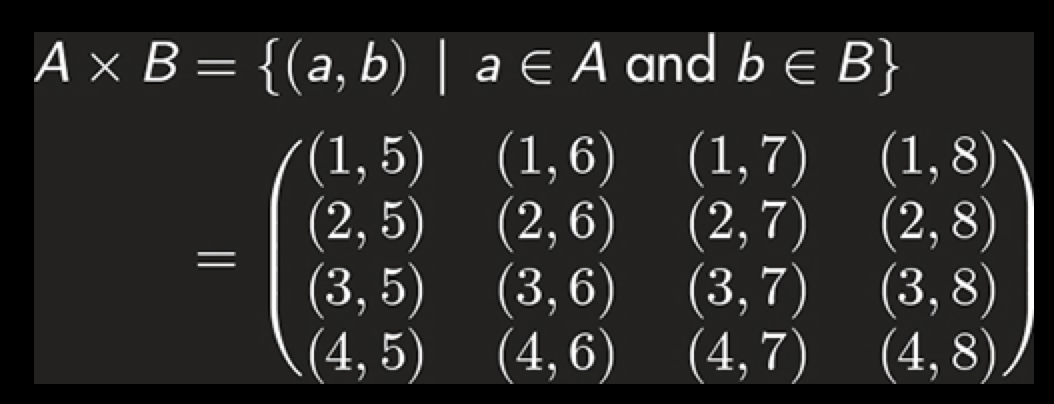 A × B = {(a, b) | a ∈ A and b ∈ B}
(1, 5) (1, 6) (1, 7) (1, 8)
(2, 5) (2, 6) (2, 7) (2, 8)
=
(3, 5) (3, 6) (3, 7) (3, 8)
(4, 5) (4, 6) (4, 7) (4, 8)